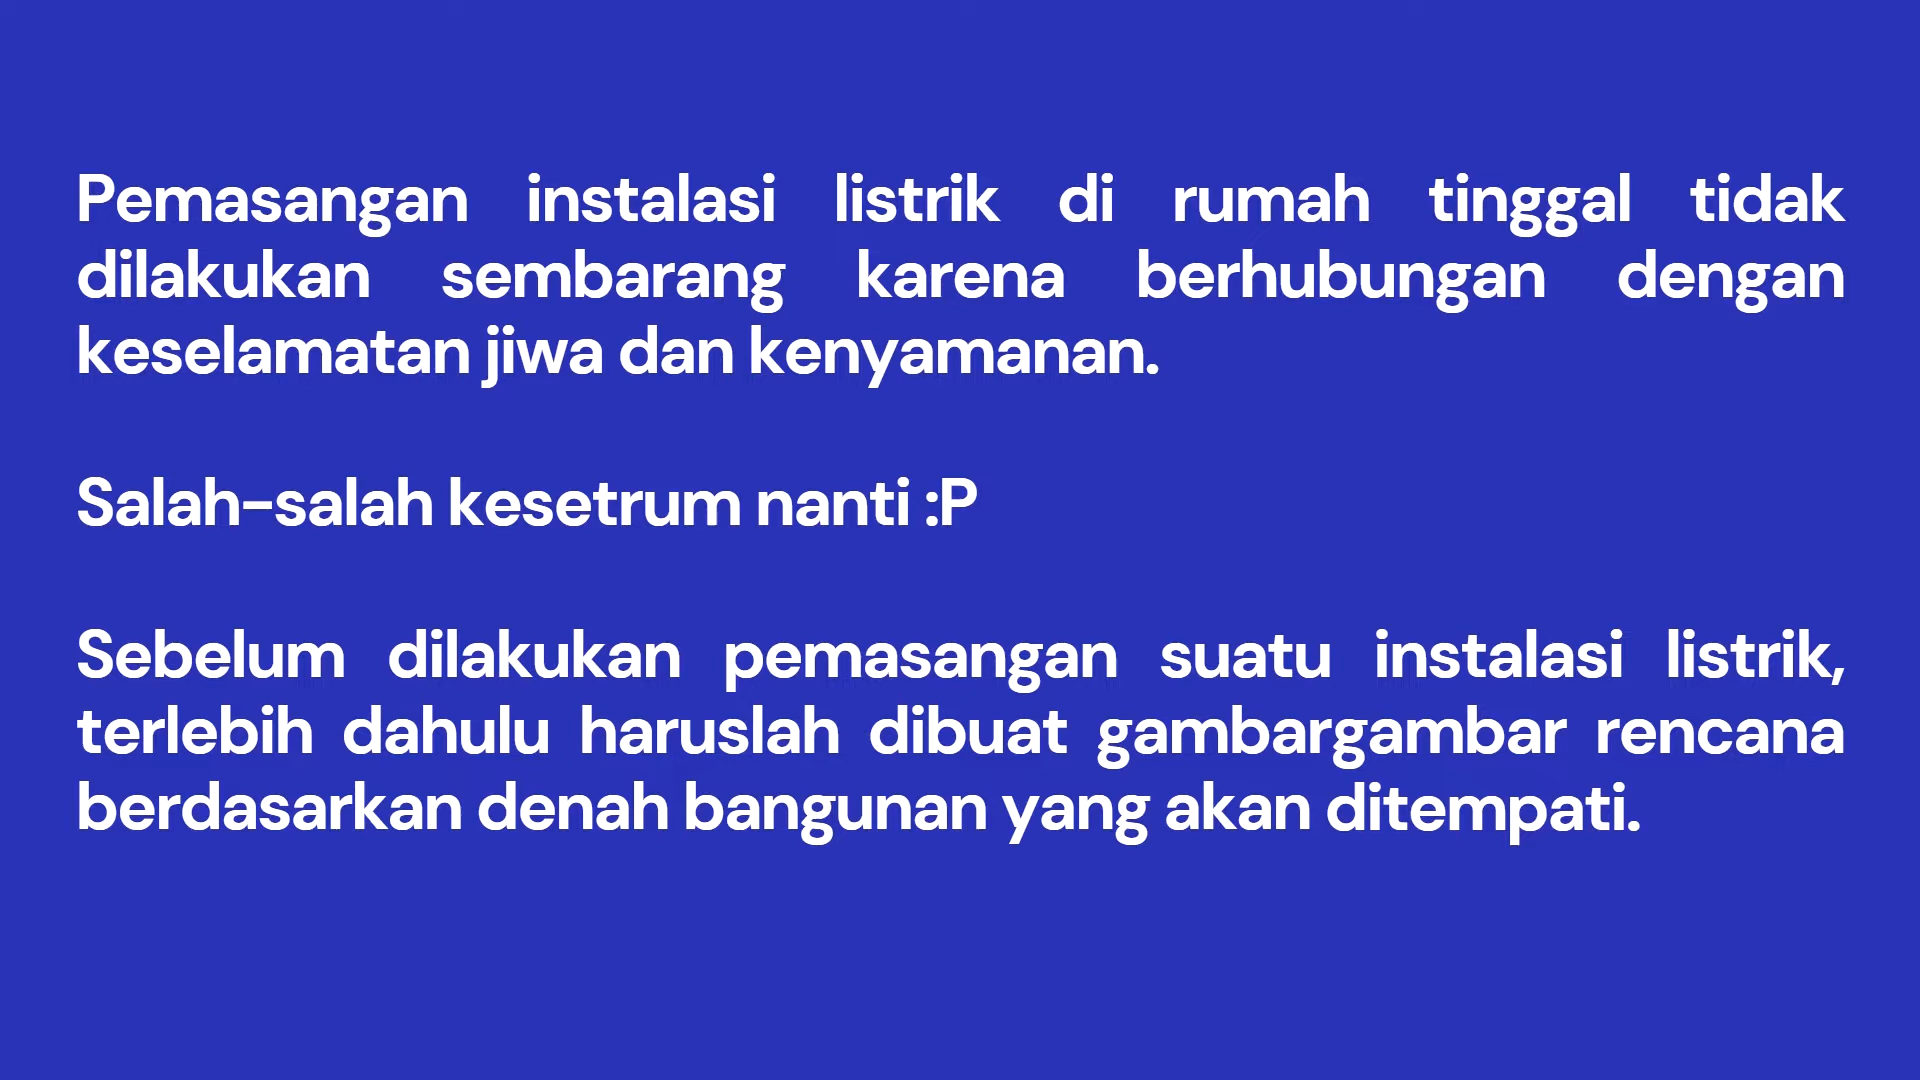 Pemasangan instalasi listrik di rumah tinggal tidak
dilakukan sembarang karena berhubungan dengan
keselamatan jiwa dan kenyamanan.
Salah-salah kesetrum nanti :P
Sebelum dilakukan pemasangan suatu instalasi listrik,
terlebih dahulu haruslah dibuat gambargambar rencana
berdasarkan denah bangunan yang akan ditempati.